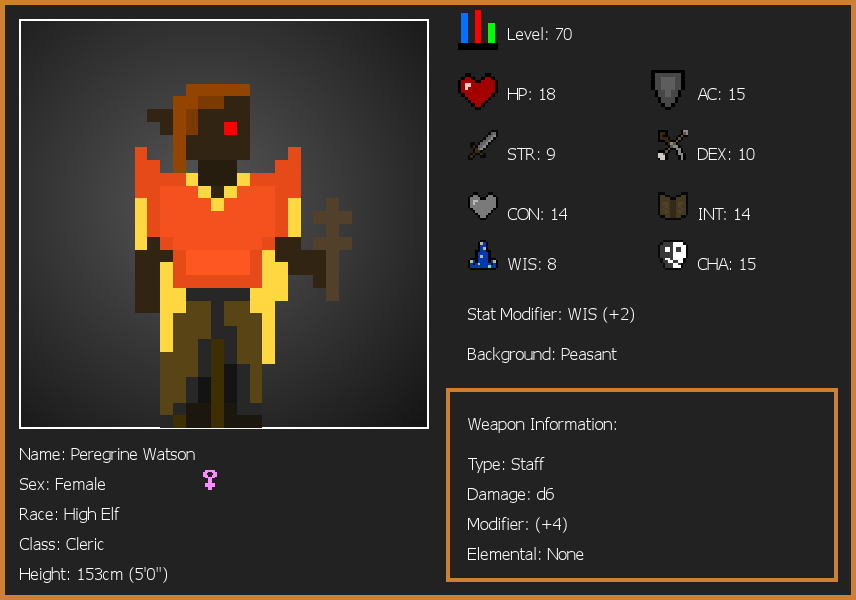 Level: 70
HP: 18
AC: 15
STR: 9
DEX: 10
CON: 14
INT: 14
WIS: 8
CHA: 15
Stat Modifier: WIS (+2)
Background: Peasant
Weapon Information:
Type: Staff
Damage: d6
Modifier: (+4)
Elemental: None
Name: Peregrine Watson
Sex: Female
Race: High Elf
Class: Cleric
Height: 153cm (5'0")